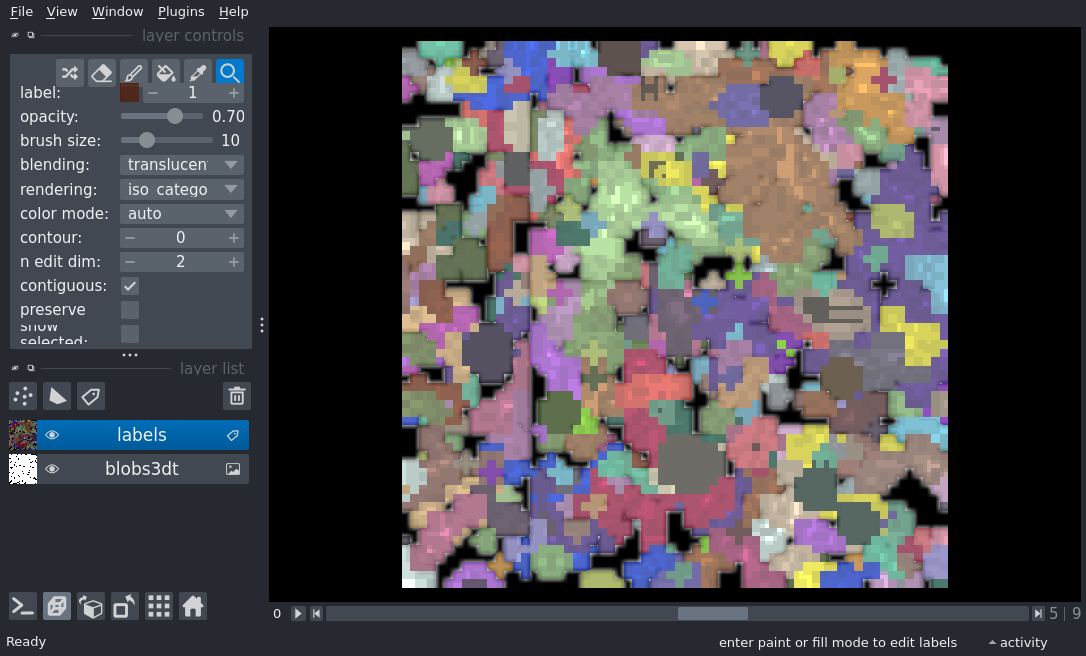 File View Window Plugins Help
layer controls
label: − 1 +
opacity: 0.70
brush size: 10
blending: translucen
rendering: iso_catego
color mode: auto
contour: − 0 +
n edit dim: − 2 +
contiguous:
preserve
show
selected:
layer list
labels
blobs3dt
0 5 | 9
Ready enter paint or fill mode to edit labels activity